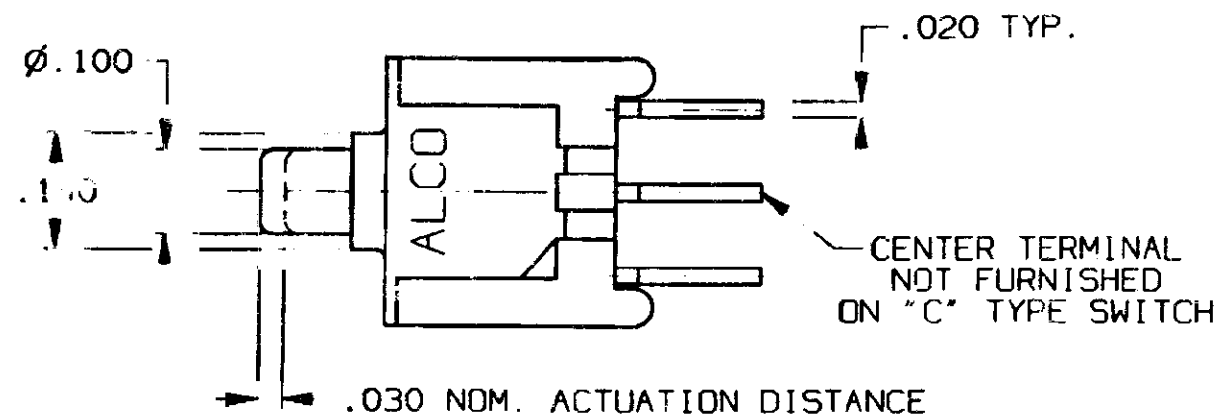 .020 TYP.
Ø.100
ALCO
CENTER TERMINAL
NOT FURNISHED
ON "C" TYPE SWITCH
.030 NOM. ACTUATION DISTANCE